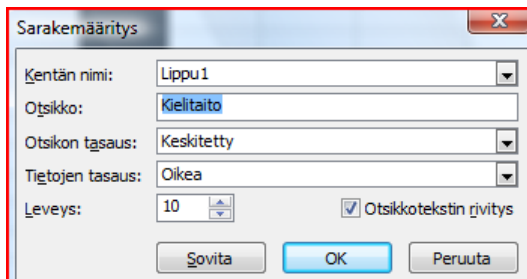 Sarakemääritys
Kentän nimi: Lippu1
Otsikko: Kielitaito
Otsikon tasaus: Keskitetty
Tietojen tasaus: Oikea
Leveys: 10 Otsikkotekstin rivitys
Sovita OK Peruuta